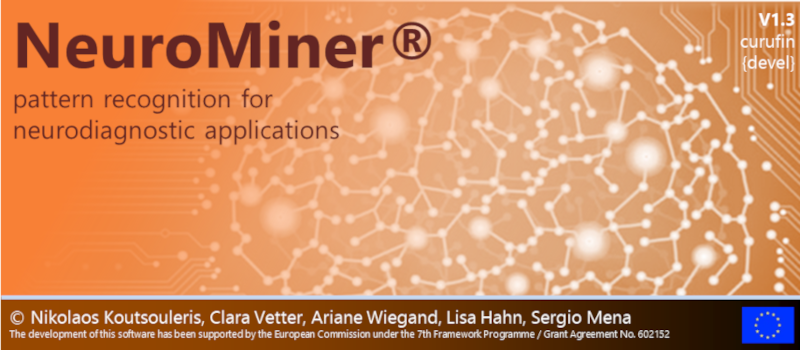 NeuroMiner®
V1.3
curufin
{devel}
pattern recognition for
neurodiagnostic applications
© Nikolaos Koutsouleris, Clara Vetter, Ariane Wiegand, Lisa Hahn, Sergio Mena
The development of this software has been supported by the European Commission under the 7th Framework Programme / Grant Agreement No. 602152